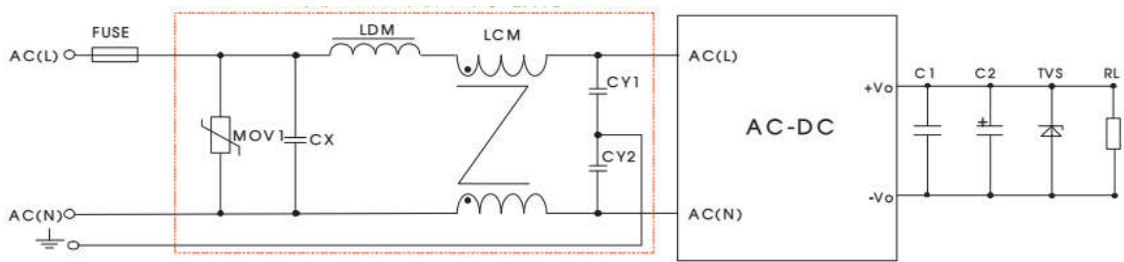 FUSE
LDM
LCM
C1
C2
TVS
RL
AC(L)
AC(L)
CY1
+Vo
MOV1
CX
AC-DC
+
CY2
-Vo
AC(N)
AC(N)